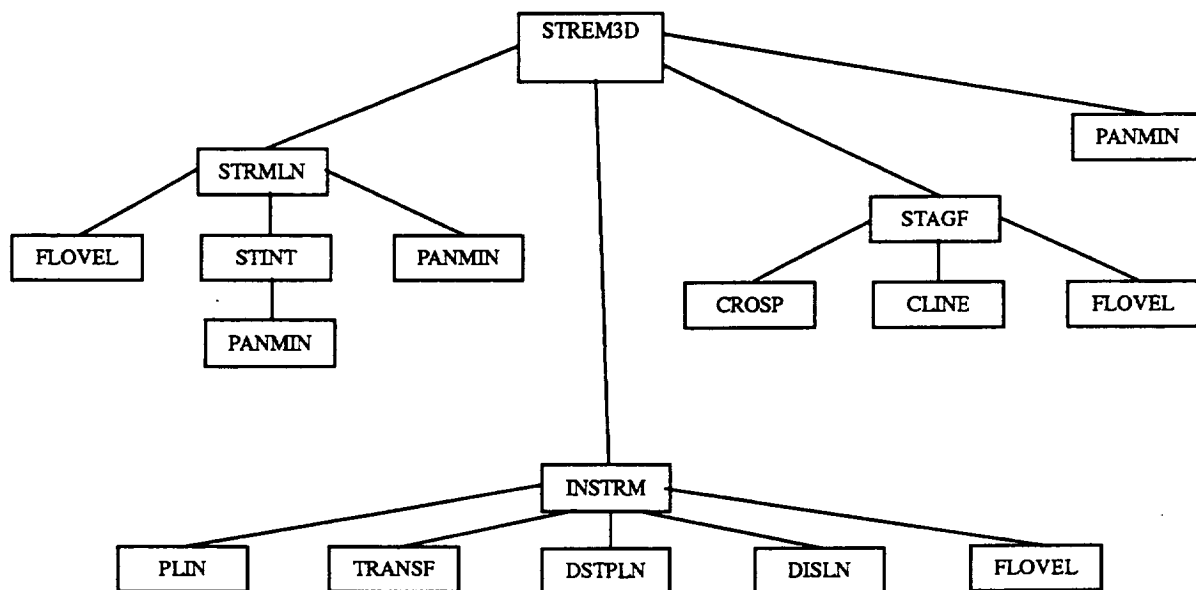 STREM3D
PANMIN
STRMLN
STAGF
FLOVEL
STINT
PANMIN
CROSP
CLINE
FLOVEL
PANMIN
INSTRM
PLIN
TRANSF
DSTPLN
DISLN
FLOVEL